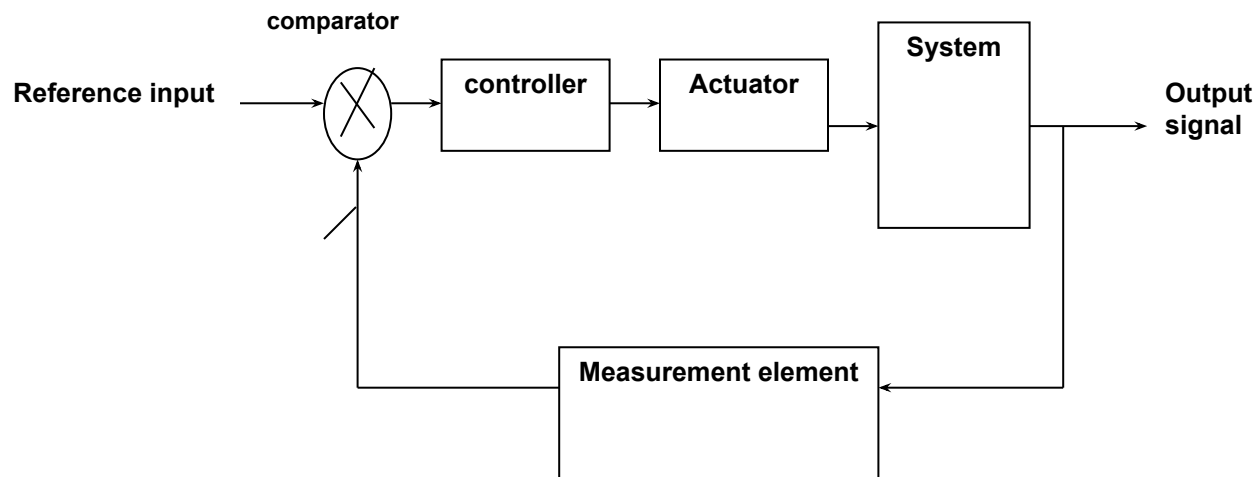 comparator
Reference input
controller
Actuator
System
Output
signal
Measurement element